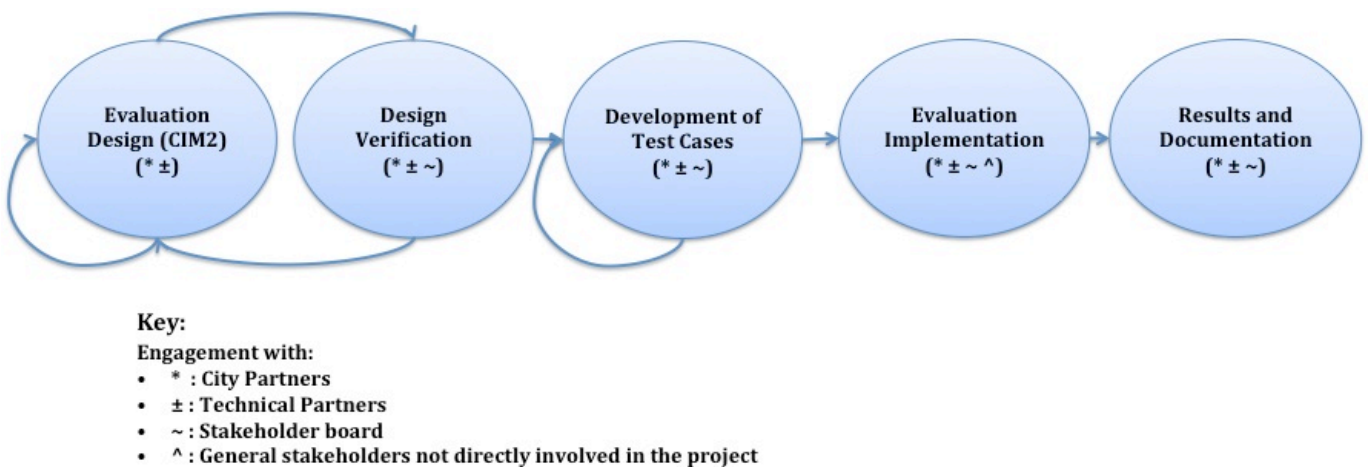 Evaluation
Design (CIM2)
(* ±)
Design
Verification
(* ± ~)
Development of
Test Cases
(* ± ~)
Evaluation
Implementation
(* ± ~ ^)
Results and
Documentation
(* ± ~)
Key:
Engagement with:
• * : City Partners
• ± : Technical Partners
• ~ : Stakeholder board
• ^ : General stakeholders not directly involved in the project